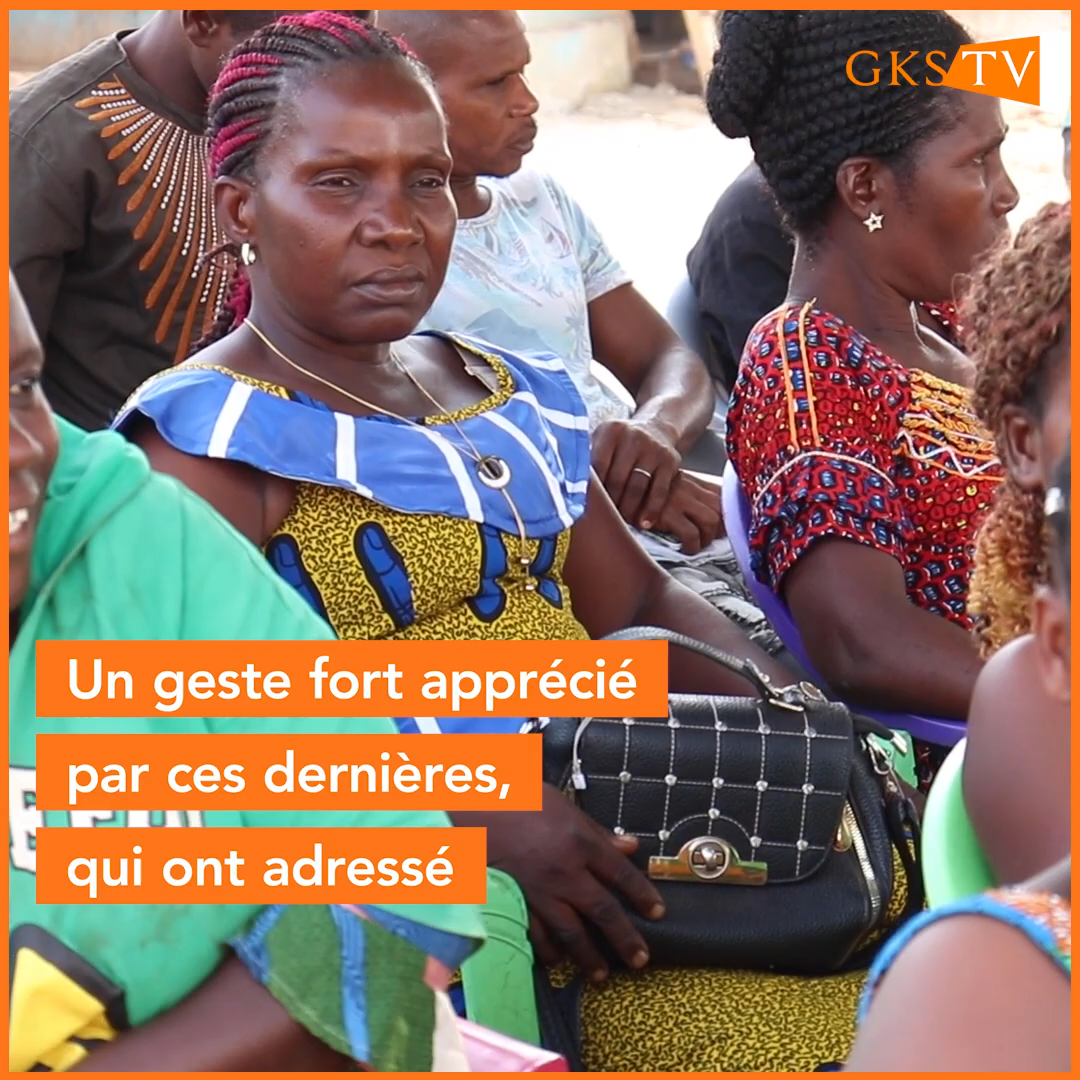 GKS TV
Un geste fort apprécié
par ces dernières,
qui ont adressé